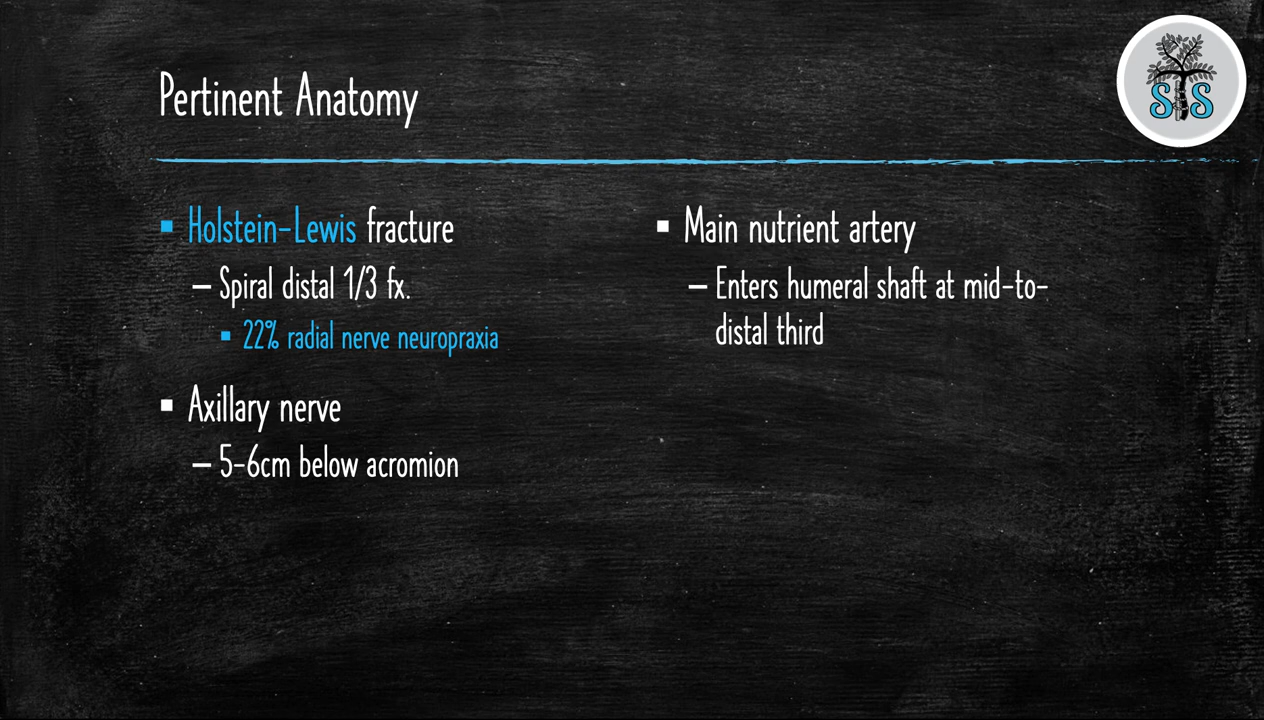 Pertinent Anatomy
STS
▪ Holstein-Lewis fracture
– Spiral distal 1/3 fx.
▪ 22% radial nerve neuropraxia
▪ Axillary nerve
– 5-6cm below acromion
▪ Main nutrient artery
– Enters humeral shaft at mid-to-
distal third